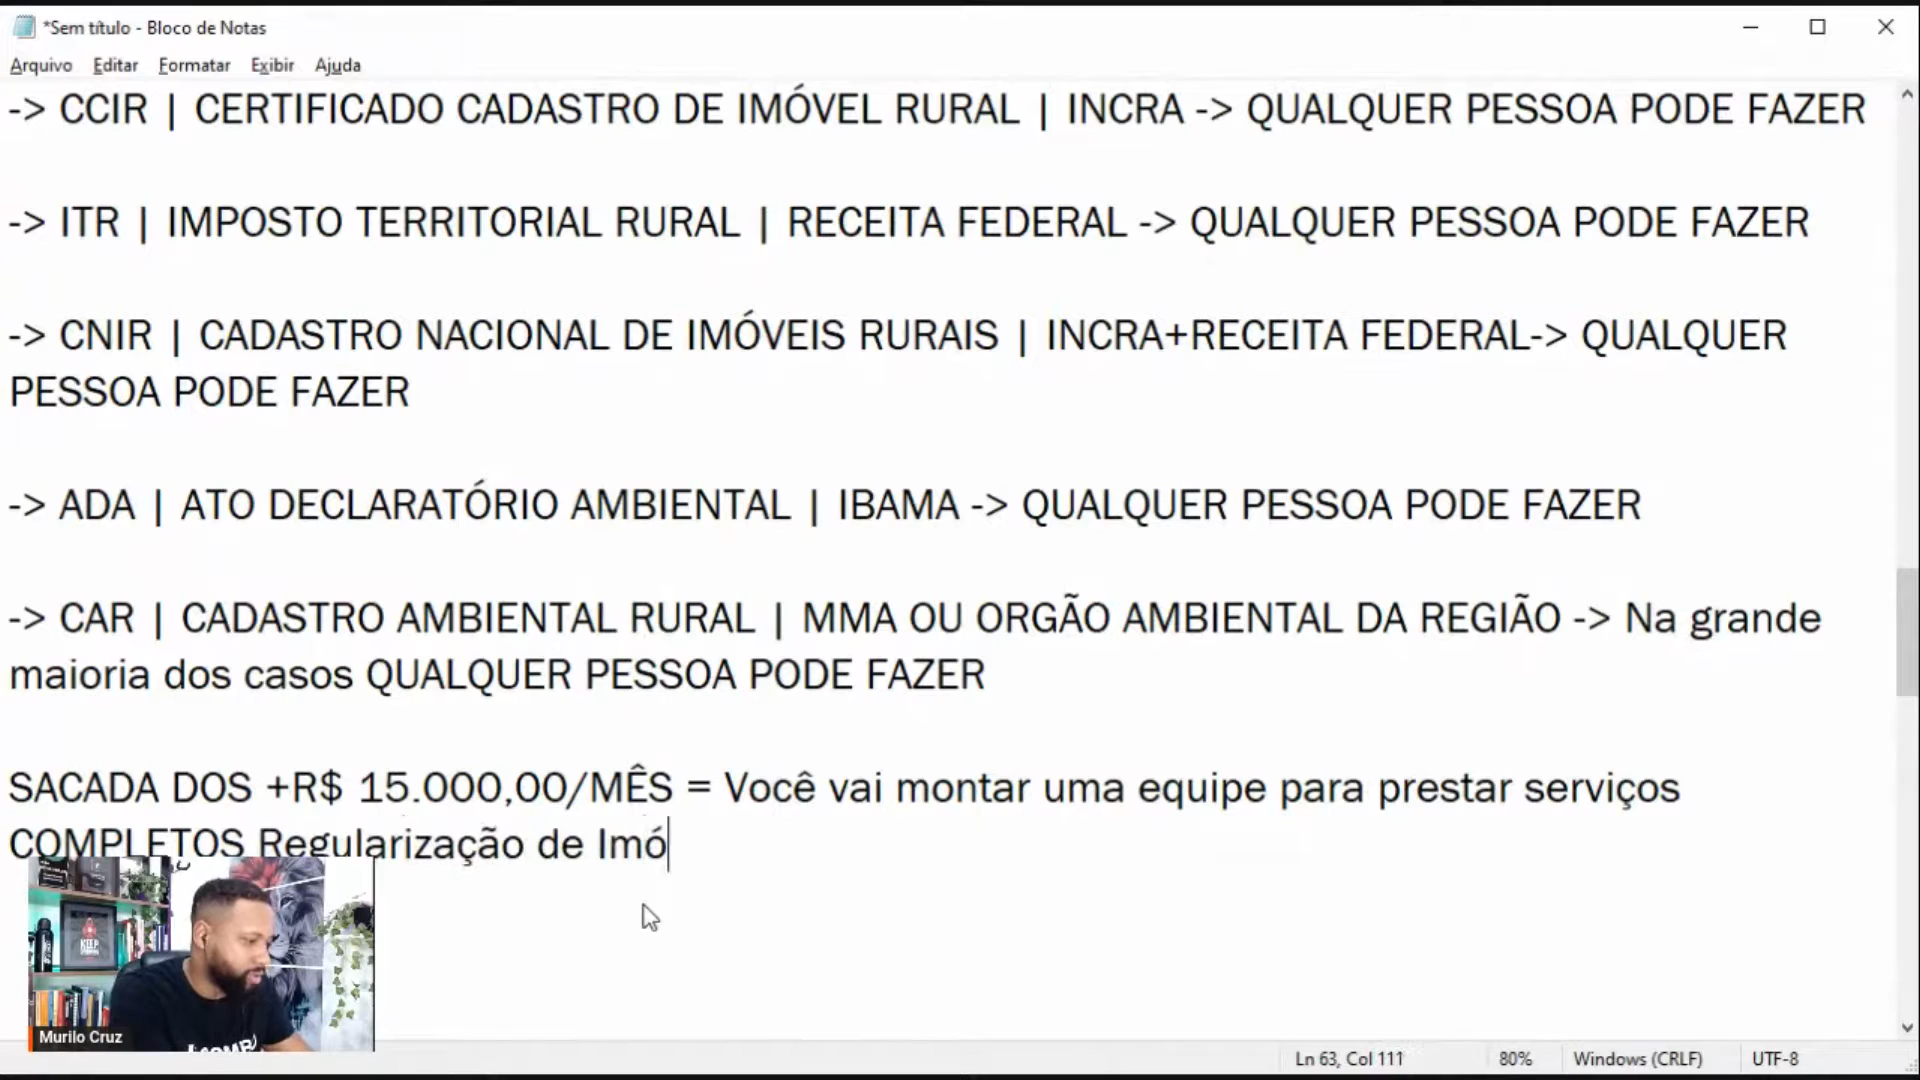 *Sem título - Bloco de Notas
Arquivo Editar Formatar Exibir Ajuda
-> CCIR | CERTIFICADO CADASTRO DE IMÓVEL RURAL | INCRA -> QUALQUER PESSOA PODE FAZER
-> ITR | IMPOSTO TERRITORIAL RURAL | RECEITA FEDERAL -> QUALQUER PESSOA PODE FAZER
-> CNIR | CADASTRO NACIONAL DE IMÓVEIS RURAIS | INCRA+RECEITA FEDERAL-> QUALQUER
PESSOA PODE FAZER
-> ADA | ATO DECLARATÓRIO AMBIENTAL | IBAMA -> QUALQUER PESSOA PODE FAZER
-> CAR | CADASTRO AMBIENTAL RURAL | MMA OU ORGÃO AMBIENTAL DA REGIÃO -> Na grande
maioria dos casos QUALQUER PESSOA PODE FAZER
SACADA DOS +R$ 15.000,00/MÊS = Você vai montar uma equipe para prestar serviços
COMPLETOS Regularização de Imó
KEEP
Murilo Cruz
Ln 63, Col 111 80% Windows (CRLF) UTF-8